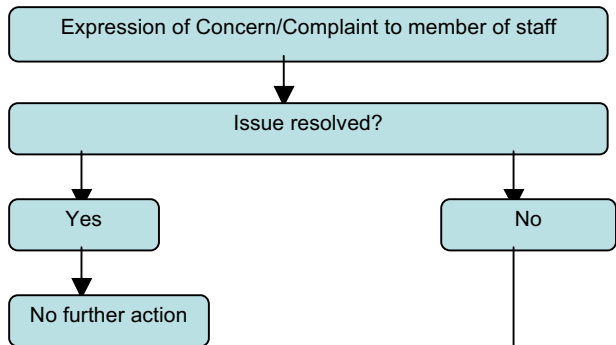 Expression of Concern/Complaint to member of staff
Issue resolved?
Yes
No
No further action